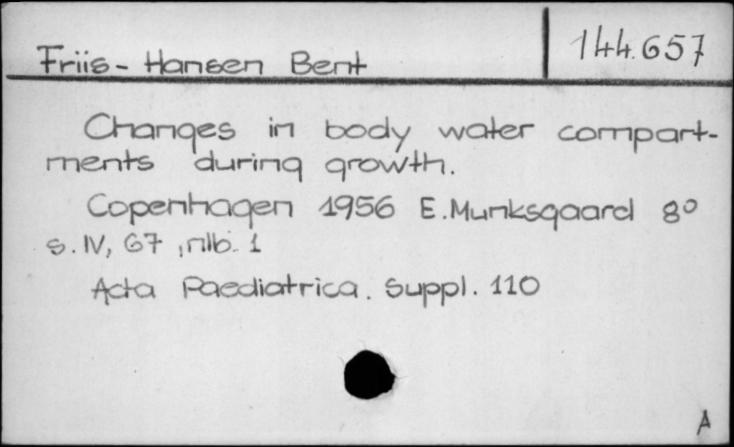 Friis-Hansen Bent
144.657
Changes in body water compart-
ments during growth.
Copenhagen 1956 E.Munksgaard 8°
s.IV, 67, nlb. 1
Acta Paediatrica. Suppl. 110
A